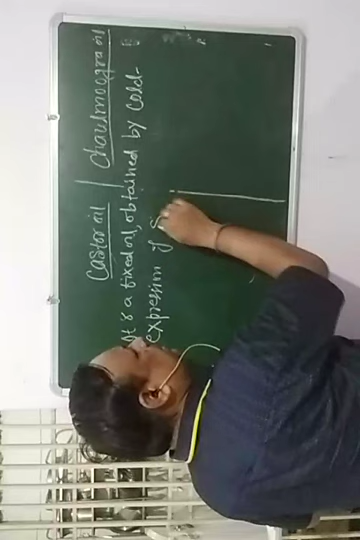 Castor oil / Chaulmoogra oil
It is a fixed oil, obtained by cold-
expression of s